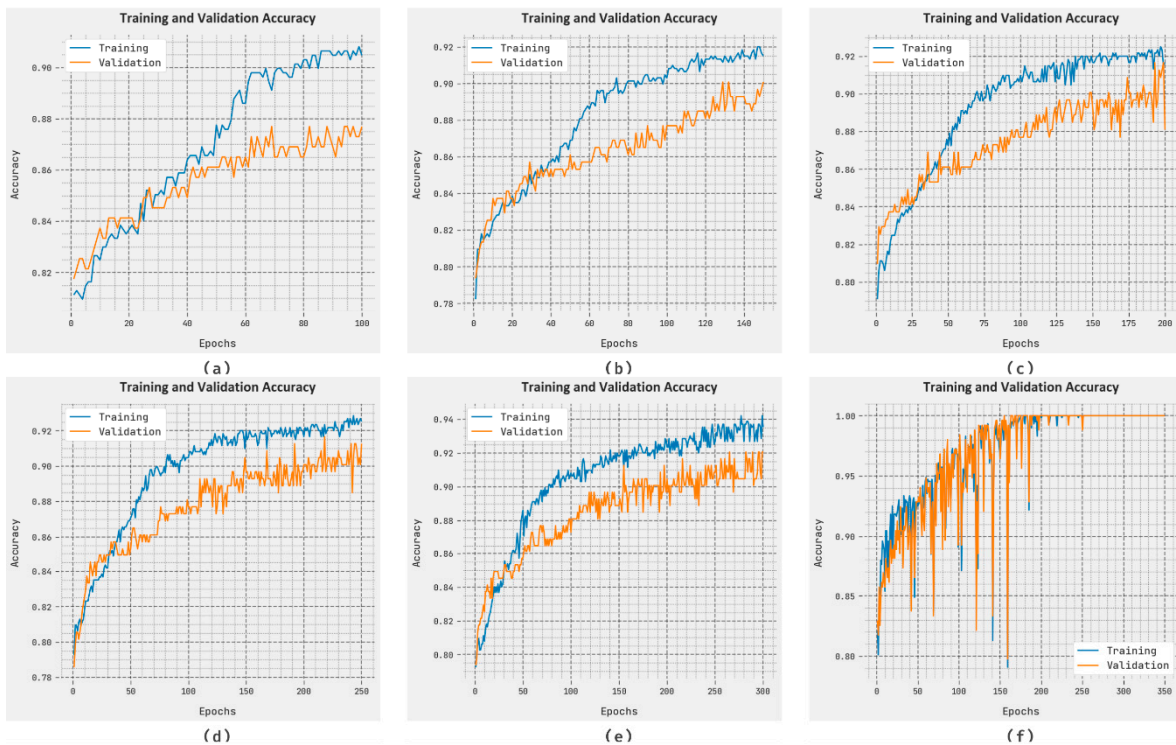 Training and Validation Accuracy
Training
Validation
Accuracy
0.90
0.88
0.86
0.84
0.82
0 20 40 60 80 100
Epochs
(a)
Training and Validation Accuracy
Training
Validation
Accuracy
0.92
0.90
0.88
0.86
0.84
0.82
0.80
0.78
0 20 40 60 80 100 120 140
Epochs
(b)
Training and Validation Accuracy
Training
Validation
Accuracy
0.92
0.90
0.88
0.86
0.84
0.82
0.80
0 25 50 75 100 125 150 175 200
Epochs
(c)
Training and Validation Accuracy
Training
Validation
Accuracy
0.92
0.90
0.88
0.86
0.84
0.82
0.80
0.78
0 50 100 150 200 250
Epochs
(d)
Training and Validation Accuracy
Training
Validation
Accuracy
0.94
0.92
0.90
0.88
0.86
0.84
0.82
0.80
0 50 100 150 200 250 300
Epochs
(e)
Training and Validation Accuracy
Accuracy
1.00
0.95
0.90
0.85
0.80
Training
Validation
0 50 100 150 200 250 300 350
Epochs
(f)